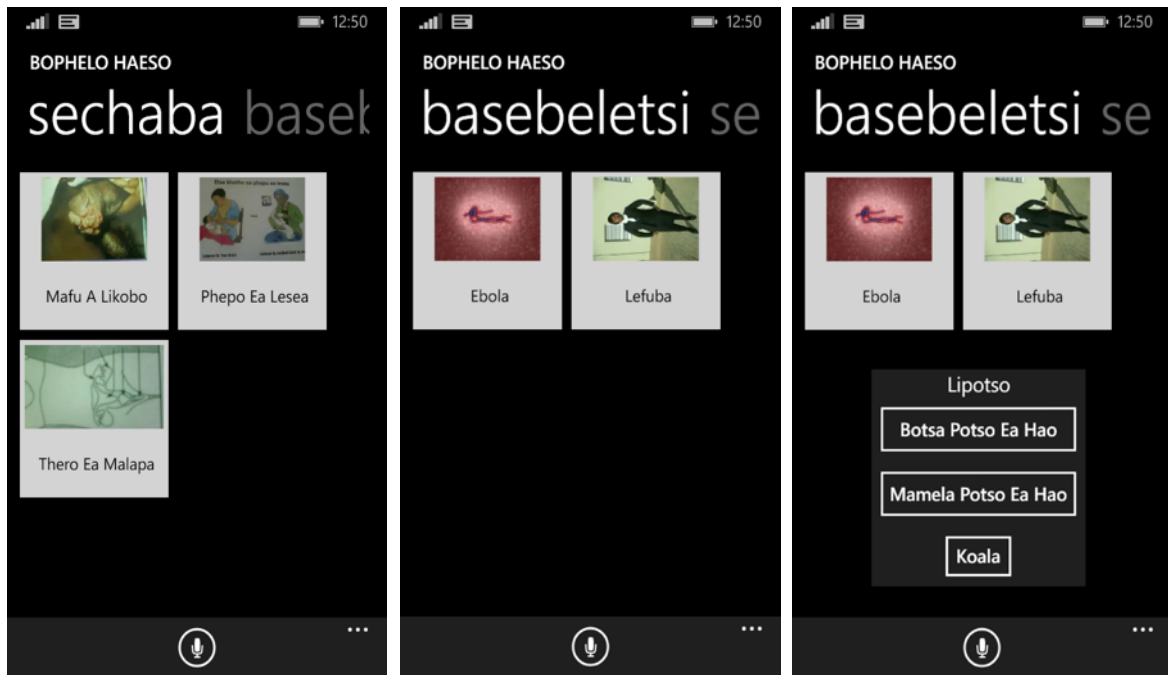 12:50
BOPHELO HAESO
sechaba baseb
Mafu A Likobo
Phepo Ea Lesea
Thero Ea Malapa
12:50
BOPHELO HAESO
basebeletsi se
Ebola
Lefuba
12:50
BOPHELO HAESO
basebeletsi se
Ebola
Lefuba
Lipotso
Botsa Potso Ea Hao
Mamela Potso Ea Hao
Koala